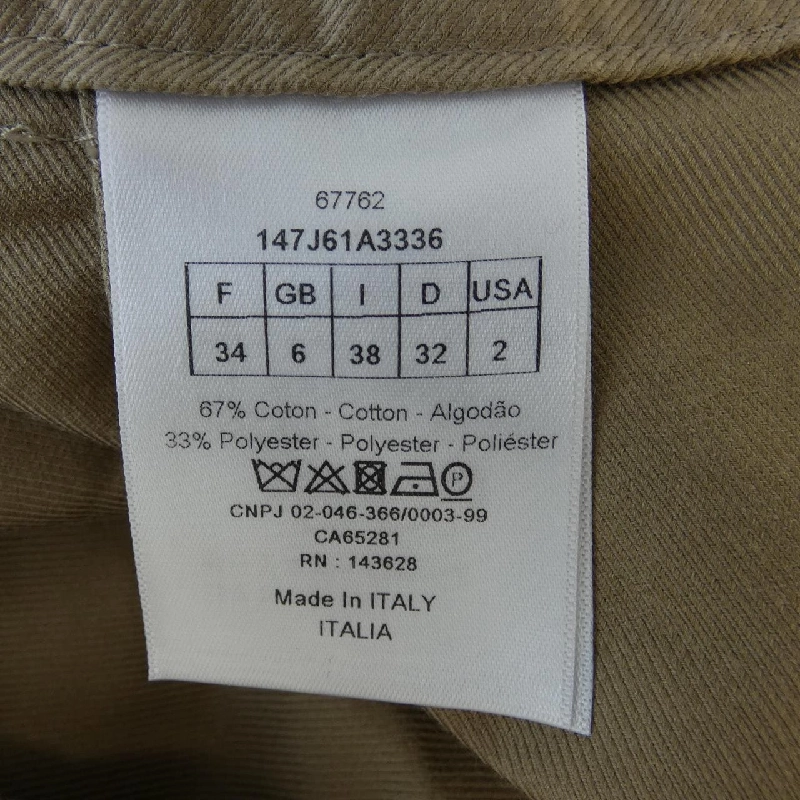 67762
147J61A3336
F GB I D USA
34 6 38 32 2
67% Coton - Cotton - Algodão
33% Polyester - Polyester - Poliéster
P
CNPJ 02-046-366/0003-99
CA65281
RN : 143628
Made In ITALY
ITALIA